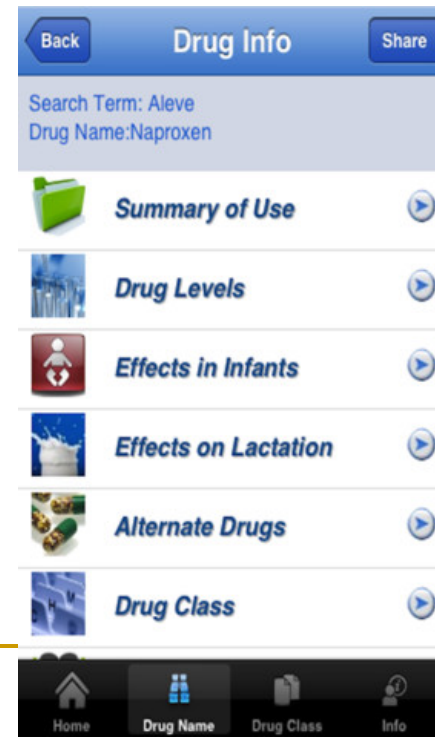 Back
Drug Info
Share
Search Term: Aleve
Drug Name:Naproxen
Summary of Use
Drug Levels
Effects in Infants
Effects on Lactation
Alternate Drugs
Drug Class
Home
Drug Name
Drug Class
Info